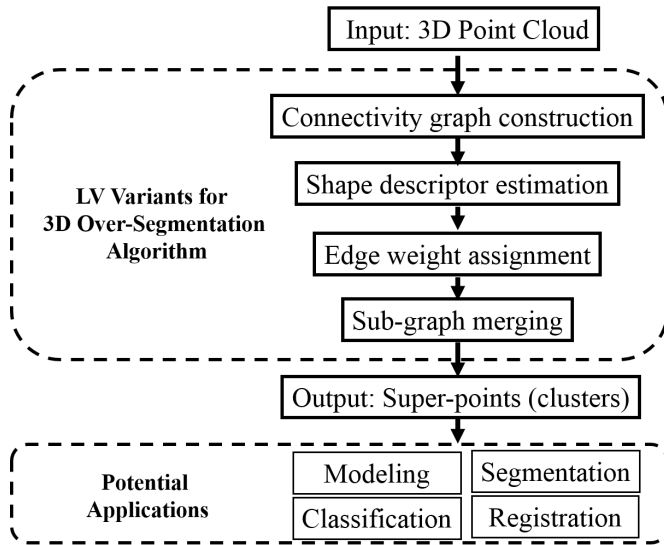 Input: 3D Point Cloud
Connectivity graph construction
LV Variants for
3D Over-Segmentation
Algorithm
Shape descriptor estimation
Edge weight assignment
Sub-graph merging
Output: Super-points (clusters)
Potential
Applications
Modeling
Segmentation
Classification
Registration